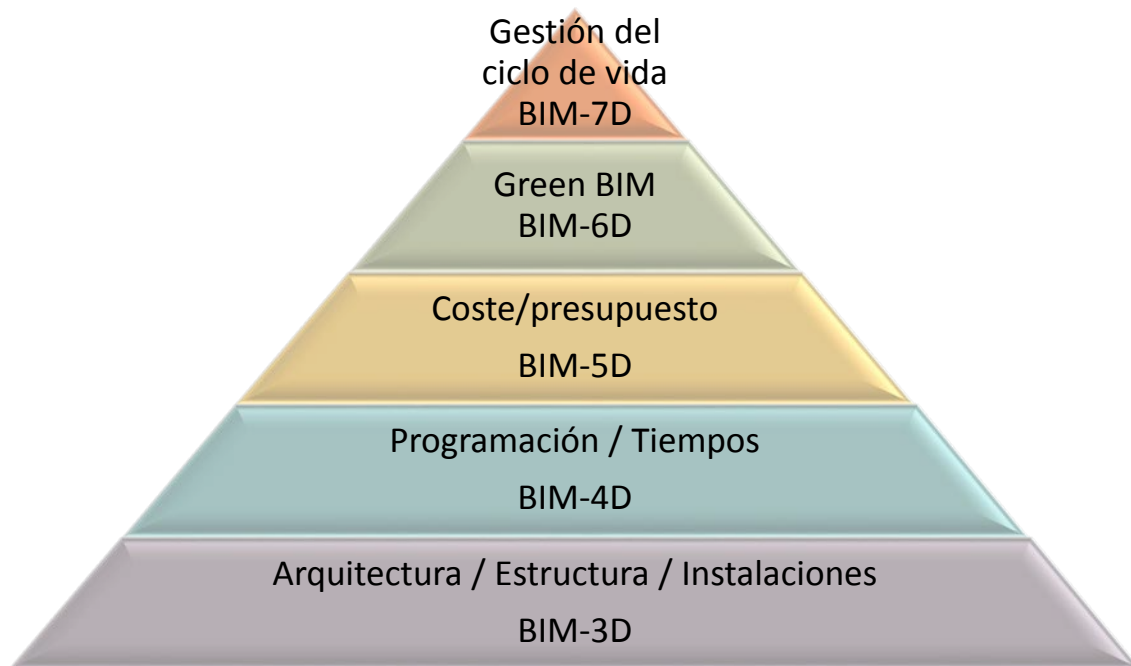 Gestión del
ciclo de vida
BIM-7D
Green BIM
BIM-6D
Coste/presupuesto
BIM-5D
Programación / Tiempos
BIM-4D
Arquitectura / Estructura / Instalaciones
BIM-3D